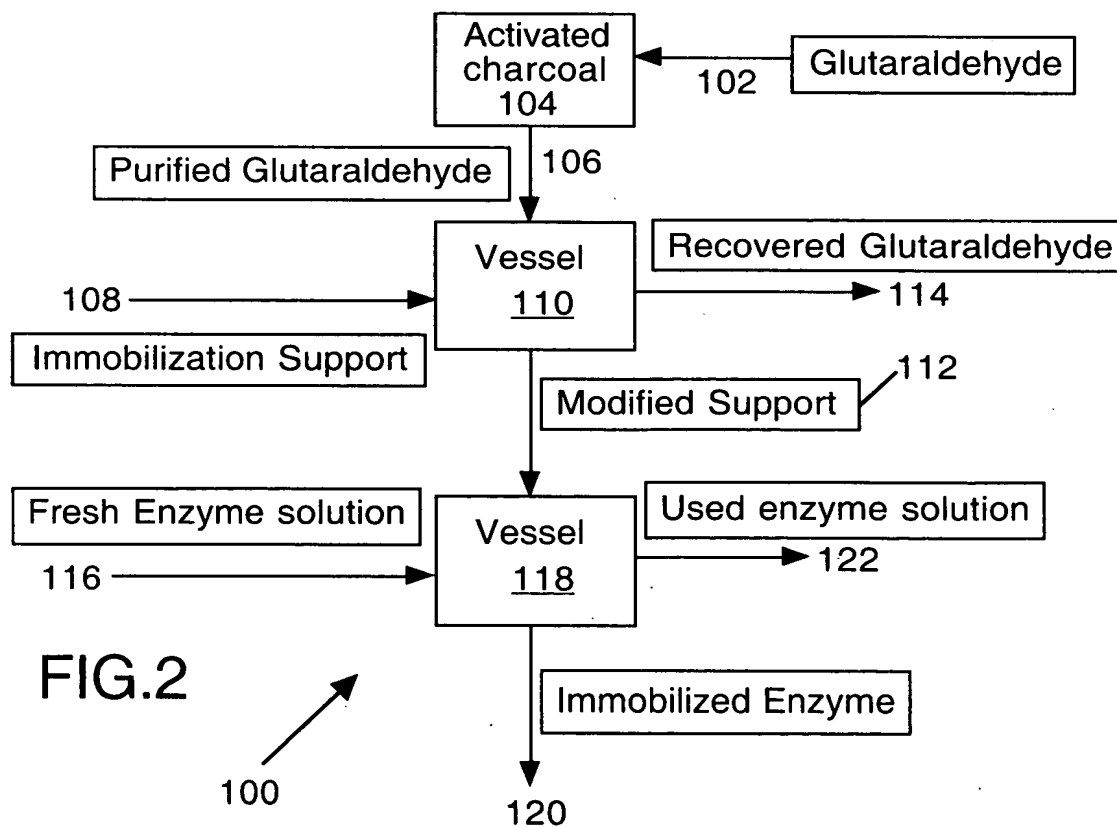 Activated
charcoal
104
102
Glutaraldehyde
Purified Glutaraldehyde
106
Vessel
110
Recovered Glutaraldehyde
114
108
Immobilization Support
Modified Support
112
Fresh Enzyme solution
116
Vessel
118
Used enzyme solution
122
FIG.2
100
Immobilized Enzyme
120